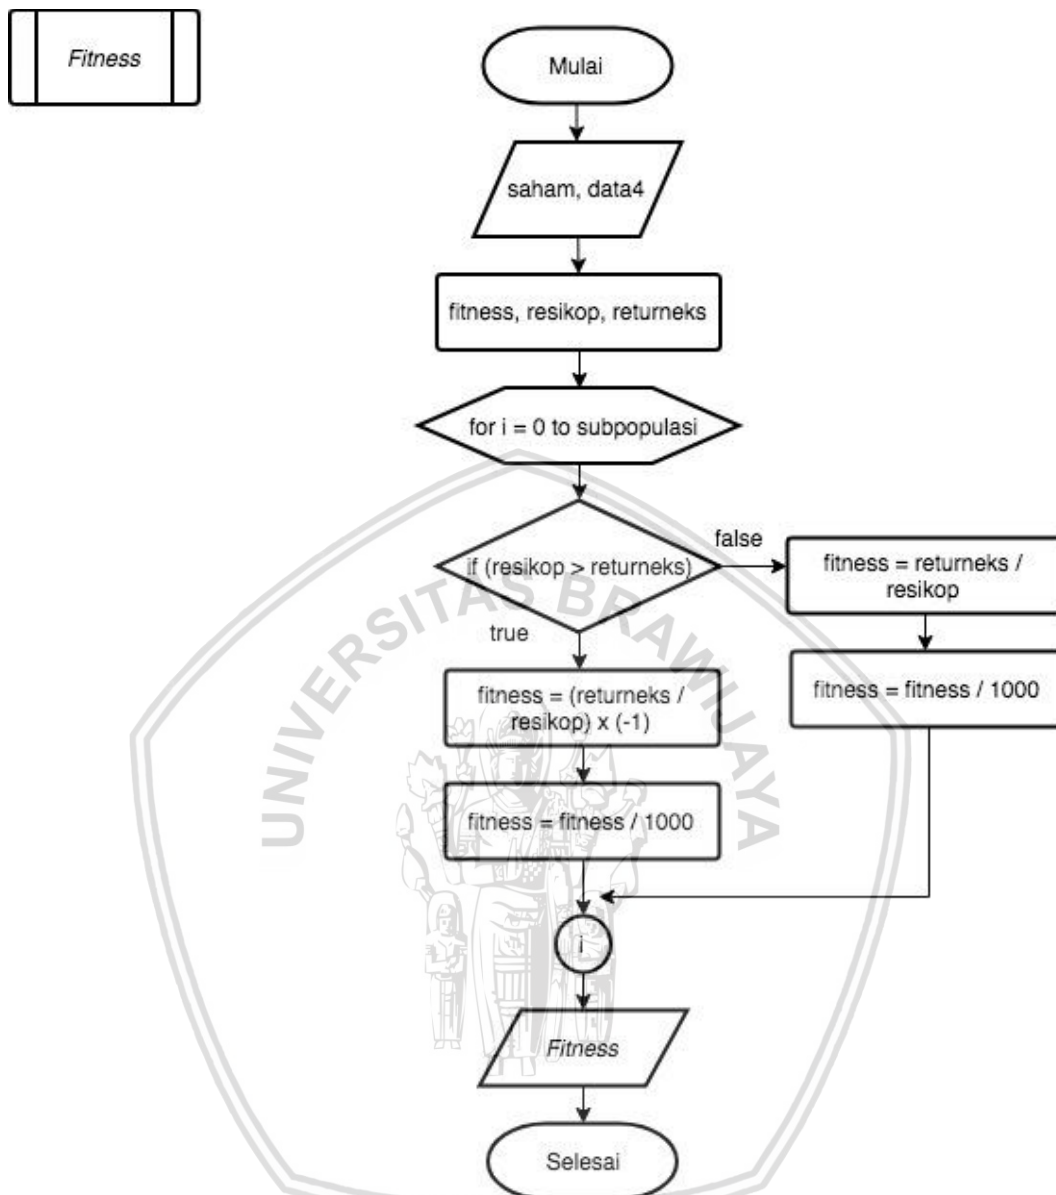 Fitness
Mulai
saham, data4
fitness, resikop, returneks
for i = 0 to subpopulasi
if (resikop > returneks)
false
fitness = returneks /
resikop
fitness = fitness / 1000
true
fitness = (returneks /
resikop) x (-1)
fitness = fitness / 1000
i
Fitness
Selesai
UNIVERSITAS BRAWIJAYA